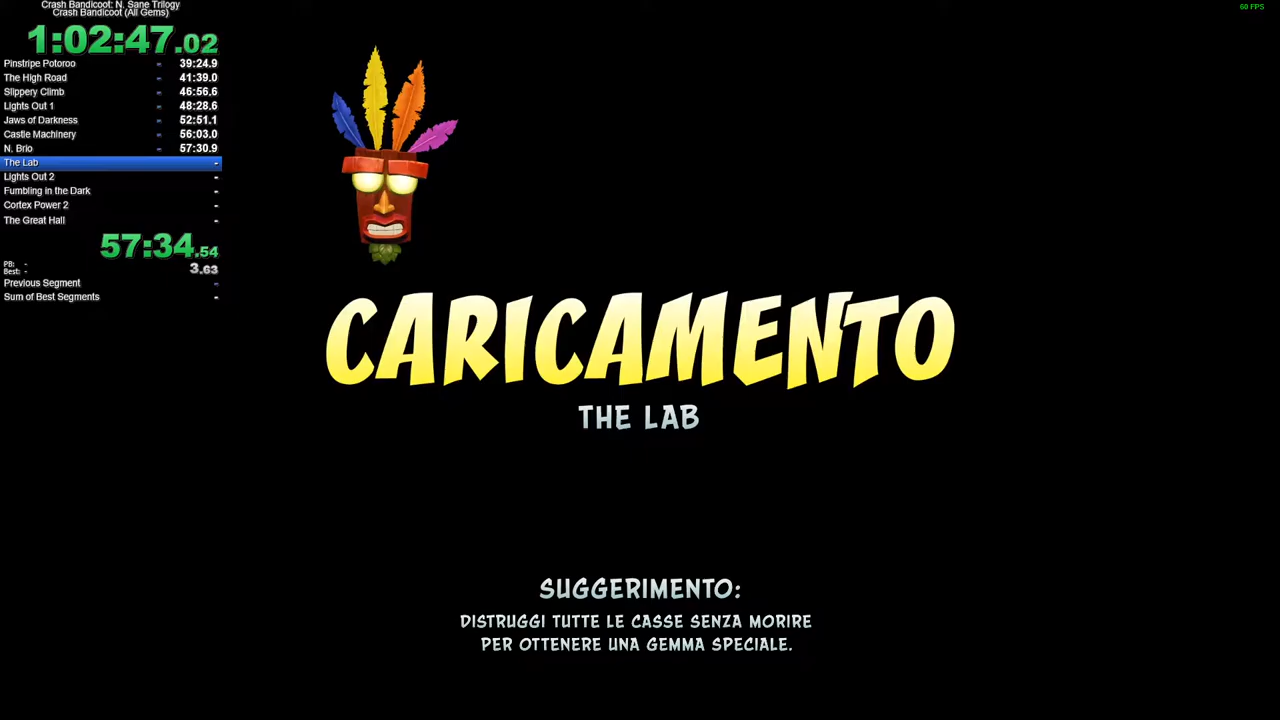 Crash Bandicoot: N. Sane Trilogy
Crash Bandicoot (All Gems)
1:02:47.02
Pinstripe Potoroo - 39:24.9
The High Road - 41:39.0
Slippery Climb - 46:56.6
Lights Out 1 - 48:28.6
Jaws of Darkness - 52:51.1
Castle Machinery - 56:03.0
N. Brio - 57:30.9
The Lab -
Lights Out 2 -
Fumbling in the Dark -
Cortex Power 2 -
The Great Hall -
57:34.54
PB: -
Best: - 3.63
Previous Segment -
Sum of Best Segments -
60 FPS
CARICAMENTO
THE LAB
SUGGERIMENTO:
DISTRUGGI TUTTE LE CASSE SENZA MORIRE
PER OTTENERE UNA GEMMA SPECIALE.